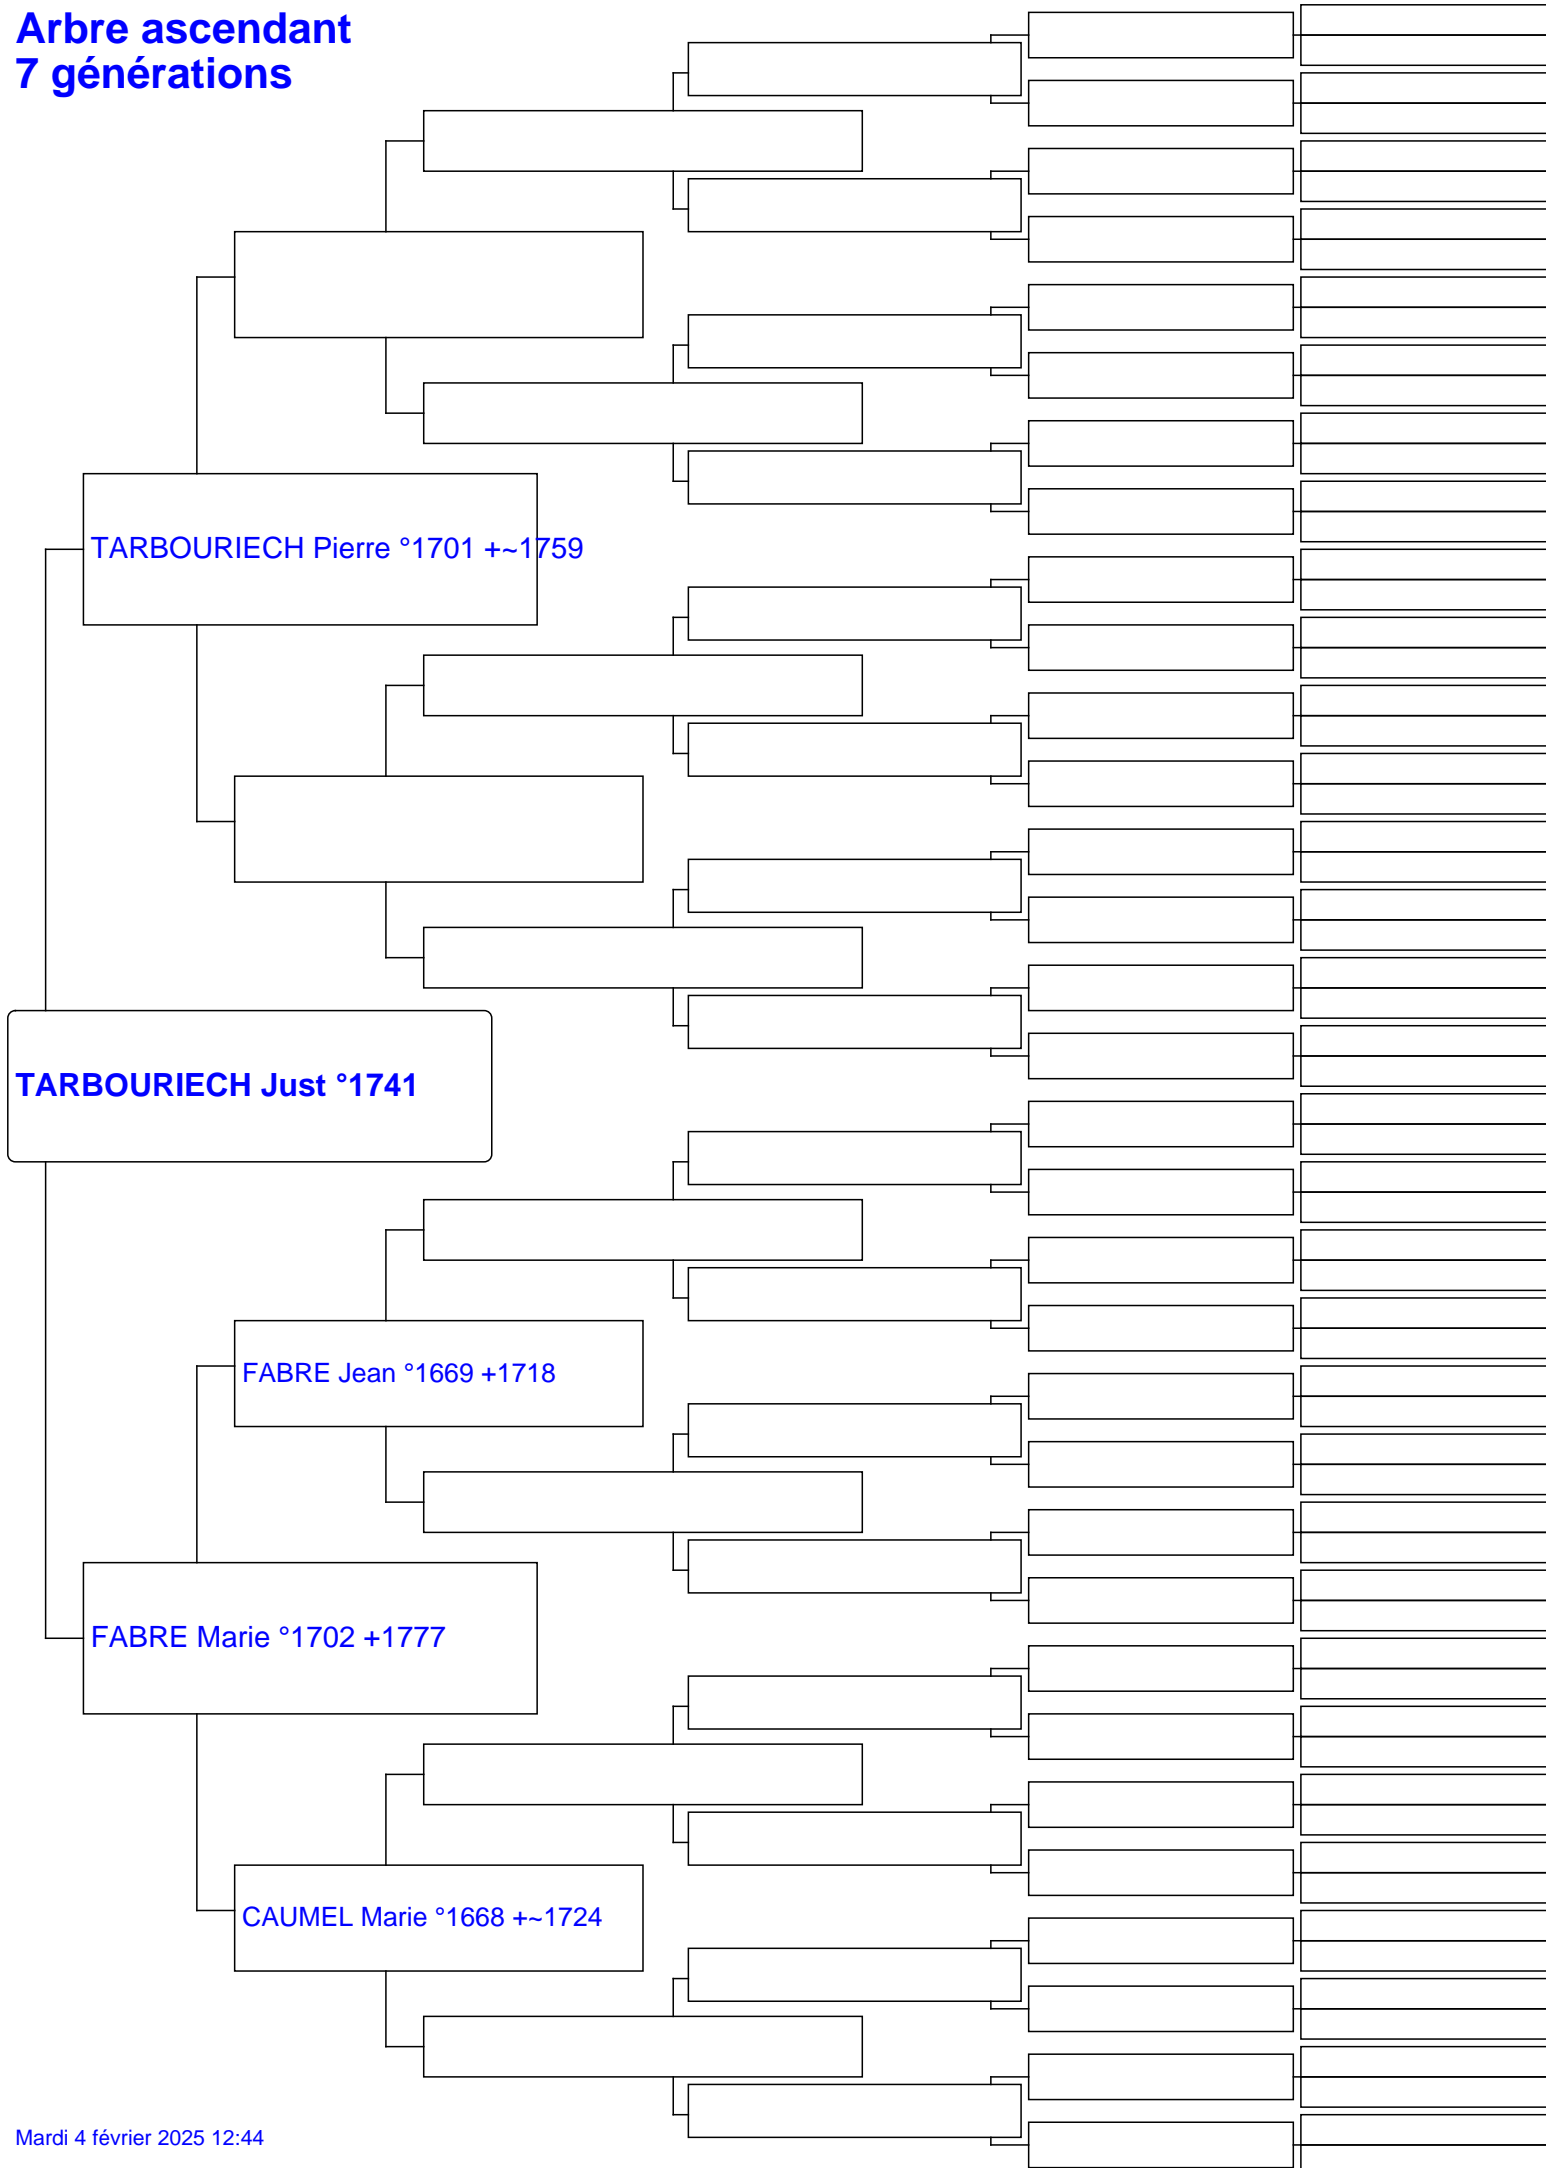 Arbre ascendant
7 générations
TARBOURIECH Pierre °1701 +~1759
TARBOURIECH Just °1741
FABRE Jean °1669 +1718
FABRE Marie °1702 +1777
CAUMEL Marie °1668 +~1724
Mardi 4 février 2025 12:44